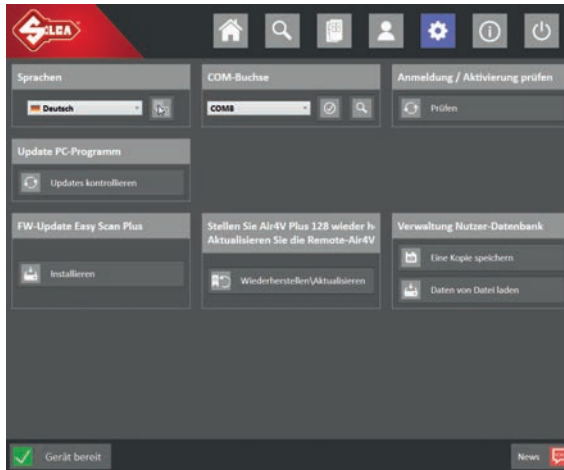 SILCA
Sprachen
Deutsch
COM-Buchse
COM8
Anmeldung / Aktivierung prüfen
Prüfen
Update PC-Programm
Updates kontrollieren
FW-Update Easy Scan Plus
Installieren
Stellen Sie Air4V Plus 128 wieder h
Aktualisieren Sie die Remote-Air4V
Wiederherstellen\Aktualisieren
Verwaltung Nutzer-Datenbank
Eine Kopie speichern
Daten von Datei laden
Gerät bereit
News